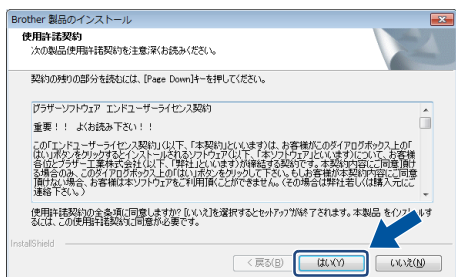 Brother 製品のインストール
使用許諾契約
次の製品使用許諾契約を注意深くお読みください。
契約の残りの部分を読むには、[Page Down]キーを押してください。
ブラザーソフトウェア エンドユーザーライセンス契約
重要！！ よくお読み下さい！！
この「エンドユーザーライセンス契約」(以下、「本契約」といいます)は、お客様がこのダイアログボックス上の「
はい」ボタンをクリックするとインストールされるソフトウェア(以下、「本ソフトウェア」といいます)について、お客様
各位とブラザー工業株式会社(以下、「弊社」といいます)が締結する契約です。本契約内容にご同意頂け
る場合のみ、このダイアログボックス上の「はい」ボタンをクリックして下さい。もしお客様が本契約内容にご同意
頂けない場合、お客様は本ソフトウェアをご利用頂くことができません。(その場合は弊社若しくは購入元にご
連絡下さい。)
使用許諾契約の全条項に同意しますか? [いいえ]を選択するとセットアップが終了されます。本製品 をインストルす
るには、この使用許諾契約に同意が必要です。
InstallShield
< 戻る(B)
はい(Y)
いいえ(N)